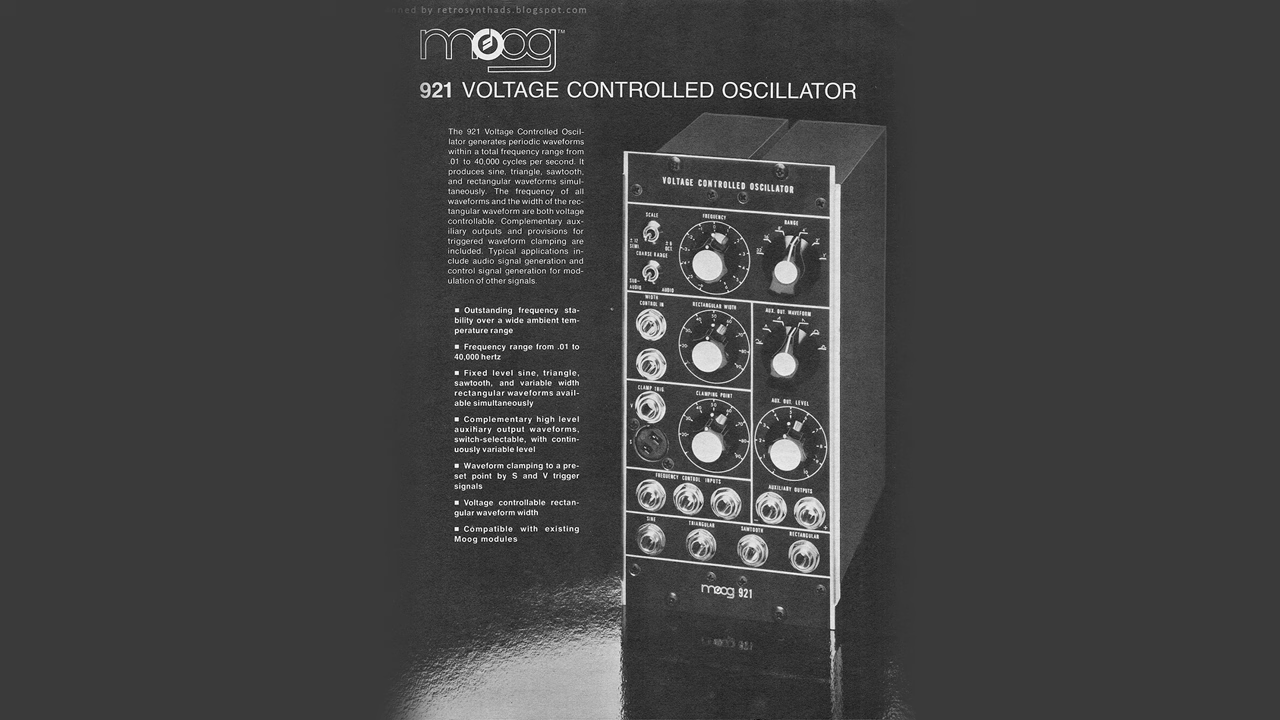 by retrosynthads.blogspot.com
moog™
921 VOLTAGE CONTROLLED OSCILLATOR
The 921 Voltage Controlled Oscil-
lator generates periodic waveforms
within a total frequency range from
.01 to 40,000 cycles per second. It
produces sine, triangle, sawtooth,
and rectangular waveforms simul-
taneously. The frequency of all
waveforms and the width of the rec-
tangular waveform are both voltage
controllable. Complementary aux-
iliary outputs and provisions for
triggered waveform clamping are
included. Typical applications in-
clude audio signal generation and
control signal generation for mod-
ulation of other signals.
■ Outstanding frequency sta-
bility over a wide ambient tem-
perature range
■ Frequency range from .01 to
40,000 hertz
■ Fixed level sine, triangle,
sawtooth, and variable width
rectangular waveforms avail-
able simultaneously
■ Complementary high level
auxiliary output waveforms,
switch-selectable, with contin-
uously variable level
■ Waveform clamping to a pre-
set point by S and V trigger
signals
■ Voltage controllable rectan-
gular waveform width
■ Compatible with existing
Moog modules
VOLTAGE CONTROLLED OSCILLATOR
SCALE
FREQUENCY
RANGE
± 12 SEMI.
± 6 OCT.
COARSE RANGE
SUB-AUDIO
AUDIO
WIDTH
CONTROL IN
RECTANGULAR WIDTH
AUX. OUT. WAVEFORM
CLAMP TRIG
CLAMPING POINT
AUX. OUT. LEVEL
FREQUENCY CONTROL INPUTS
AUXILIARY OUTPUTS
SINE
TRIANGULAR
SAWTOOTH
RECTANGULAR
moog 921